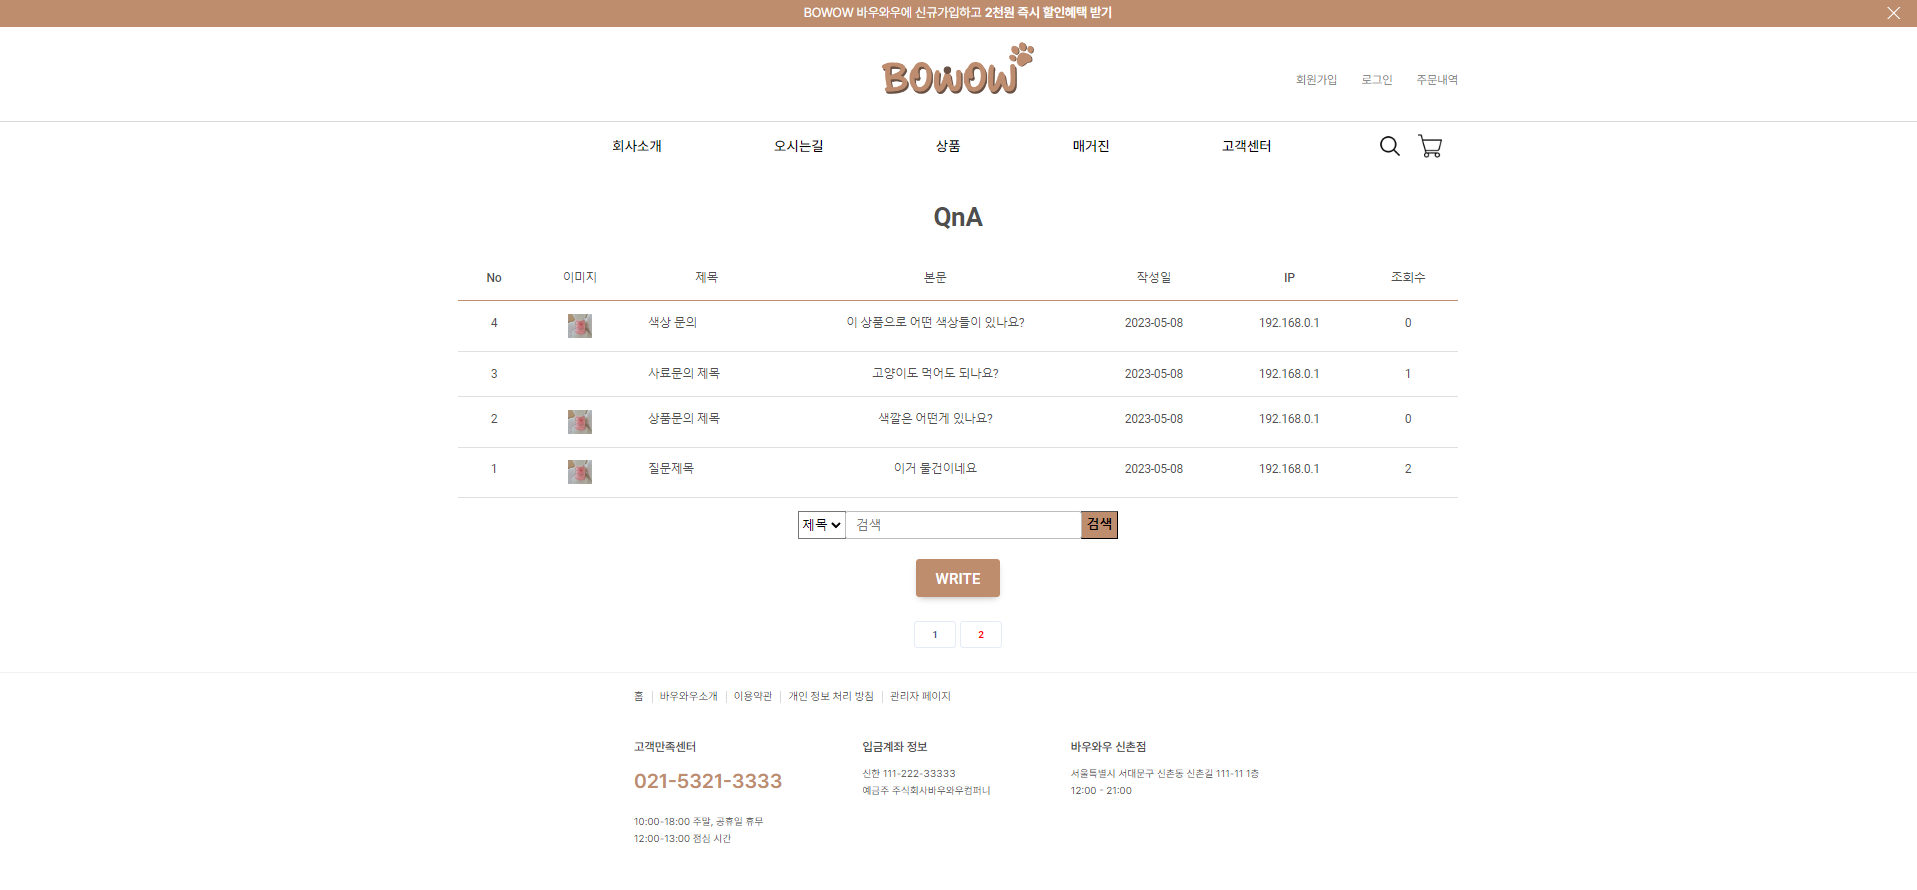 BOWOW 바우와우에 신규가입하고 2천원 즉시 할인혜택 받기
BOWOW
회원가입 로그인 주문내역
회사소개 오시는길 상품 매거진 고객센터
QnA
No 이미지 제목 본문 작성일 IP 조회수
4 색상 문의 이 상품으로 어떤 색상들이 있나요? 2023-05-08 192.168.0.1 0
3 사료문의 제목 고양이도 먹어도 되나요? 2023-05-08 192.168.0.1 1
2 상품문의 제목 색깔은 어떤게 있나요? 2023-05-08 192.168.0.1 0
1 질문제목 이거 물건이네요 2023-05-08 192.168.0.1 2
제목 검색 검색
WRITE
1 2
홈 바우와우소개 이용약관 개인 정보 처리 방침 관리자 페이지
고객만족센터
021-5321-3333
10:00-18:00 주말, 공휴일 휴무
12:00-13:00 점심 시간
입금계좌 정보
신한 111-222-33333
예금주 주식회사바우와우컴퍼니
바우와우 신촌점
서울특별시 서대문구 신촌동 신촌길 111-11 1층
12:00 - 21:00